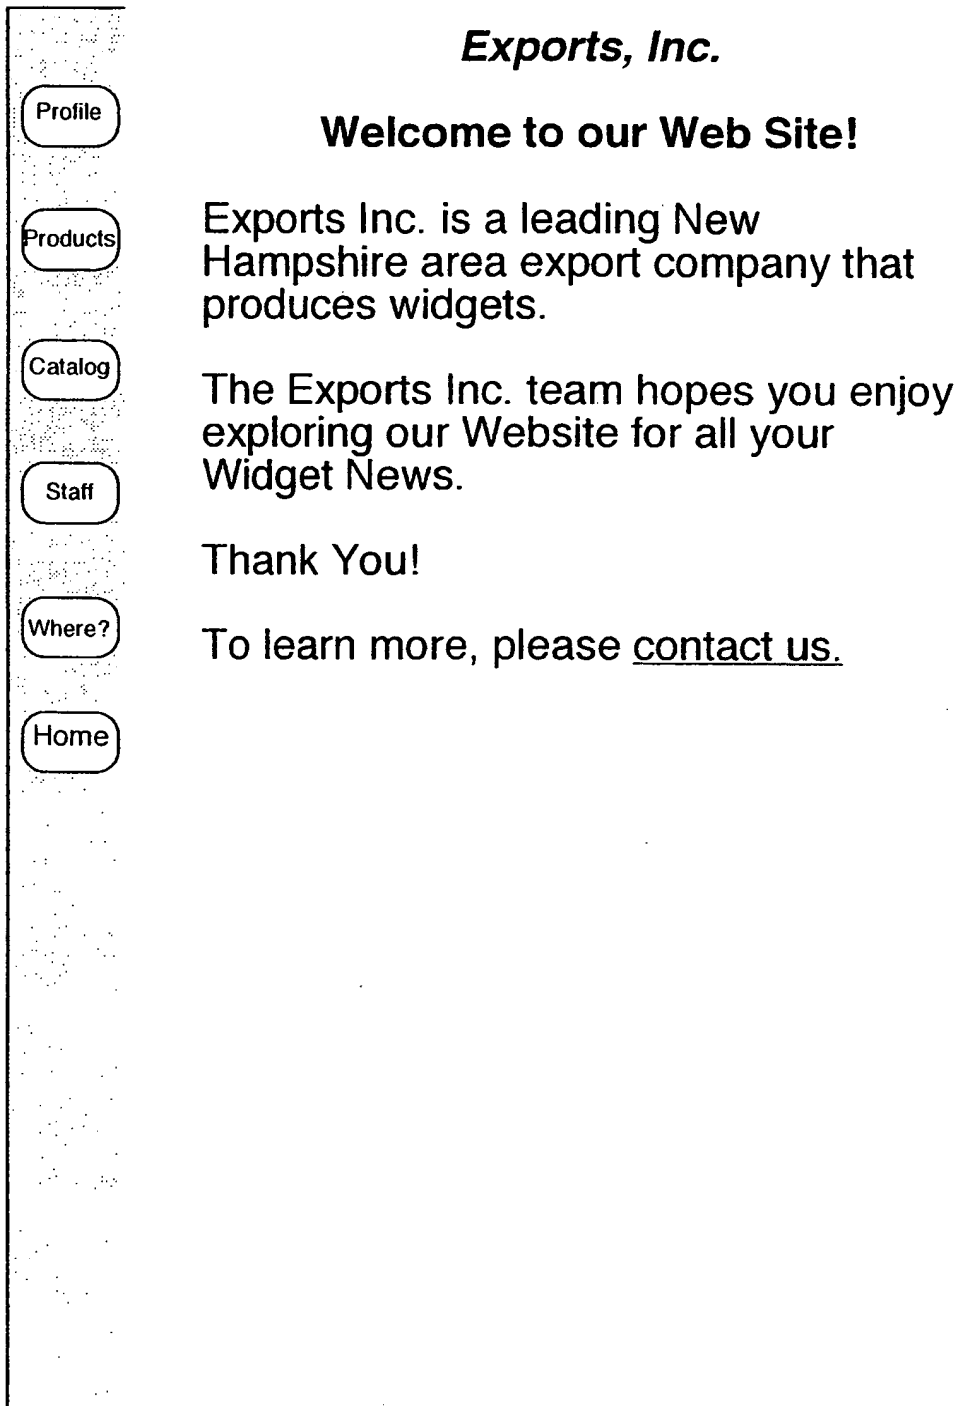 Exports, Inc.
Welcome to our Web Site!
Profile
Products
Catalog
Staff
Where?
Home
Exports Inc. is a leading New
Hampshire area export company that
produces widgets.
The Exports Inc. team hopes you enjoy
exploring our Website for all your
Widget News.
Thank You!
To learn more, please contact us.